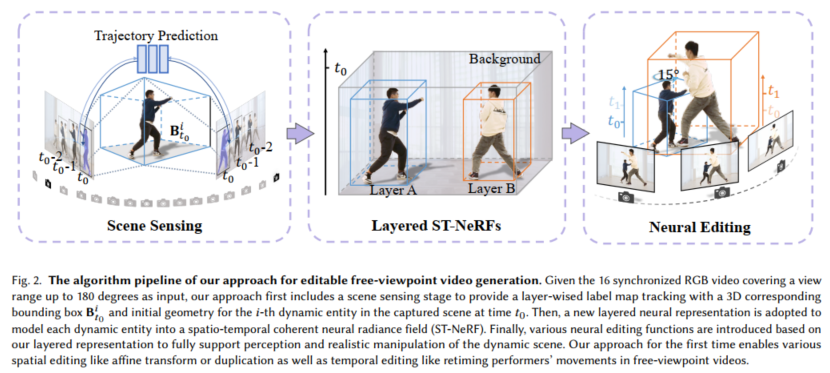 Trajectory Prediction
B^i_{t_0}
t_0-2
t_0-1
t_0
t_0-2
t_0-1
t_0
Scene Sensing
t_0
Background
Layer A
Layer B
Layered ST-NeRFs
15°
t_1
t_0
t_1
t_0
Neural Editing
Fig. 2. The algorithm pipeline of our approach for editable free-viewpoint video generation. Given the 16 synchronized RGB video covering a view
range up to 180 degrees as input, our approach first includes a scene sensing stage to provide a layer-wised label map tracking with a 3D corresponding
bounding box B^i_{t_0} and initial geometry for the i-th dynamic entity in the captured scene at time t_0. Then, a new layered neural representation is adopted to
model each dynamic entity into a spatio-temporal coherent neural radiance field (ST-NeRF). Finally, various neural editing functions are introduced based on
our layered representation to fully support perception and realistic manipulation of the dynamic scene. Our approach for the first time enables various
spatial editing like affine transform or duplication as well as temporal editing like retiming performers' movements in free-viewpoint videos.